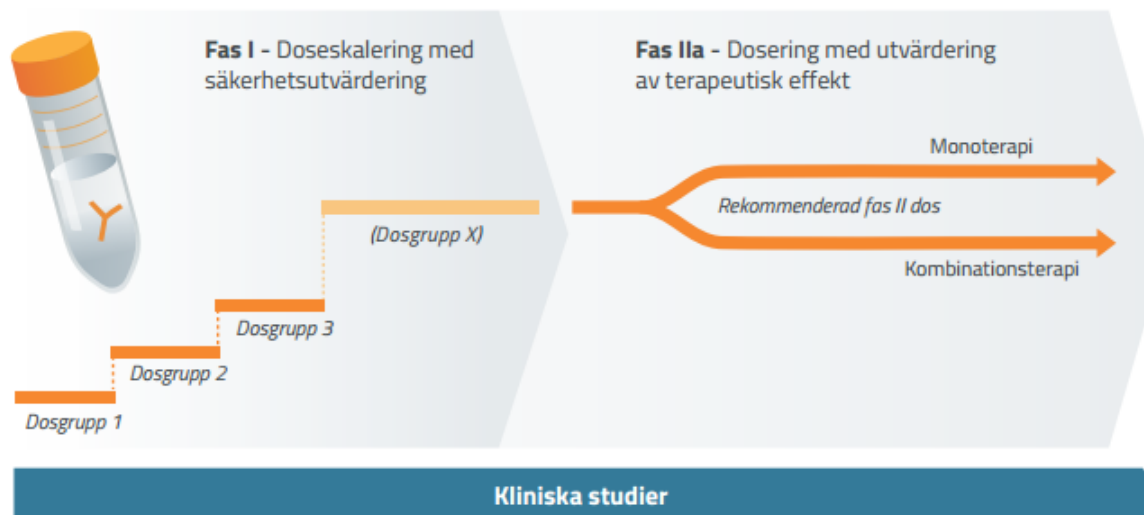 Fas I - Doseskalering med
säkerhetsutvärdering
Fas IIa - Dosering med utvärdering
av terapeutisk effekt
Monoterapi
Rekommenderad fas II dos
Kombinationsterapi
(Dosgrupp X)
Dosgrupp 3
Dosgrupp 2
Dosgrupp 1
Kliniska studier